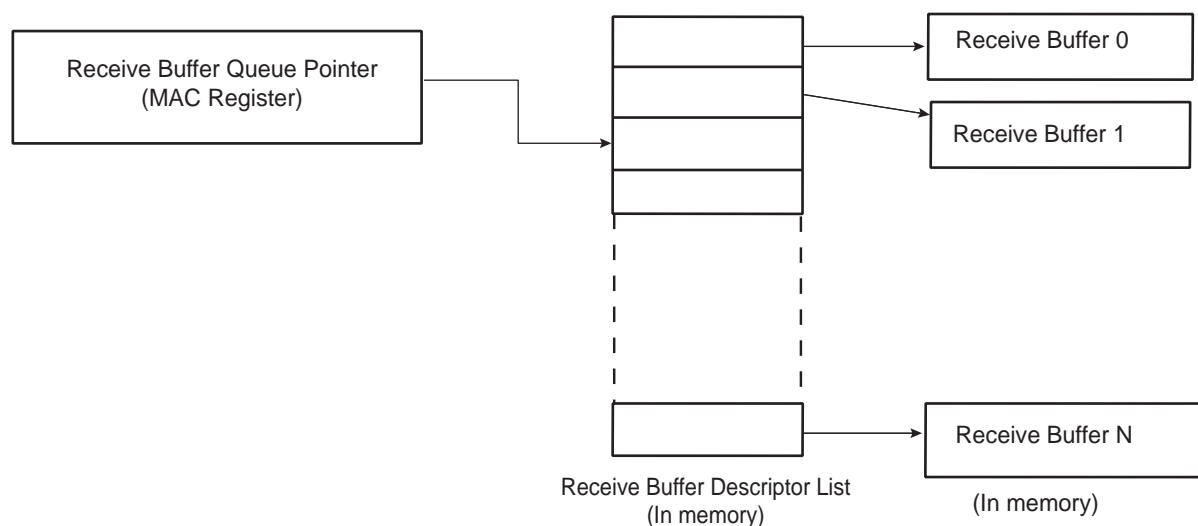 Receive Buffer Queue Pointer
(MAC Register)
Receive Buffer 0
Receive Buffer 1
Receive Buffer N
Receive Buffer Descriptor List
(In memory)
(In memory)